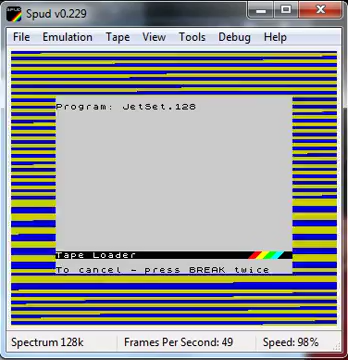 Spud v0.229
File Emulation Tape View Tools Debug Help
Program: JetSet.128
Tape Loader
To cancel - press BREAK twice
Spectrum 128k Frames Per Second: 49 Speed: 98%